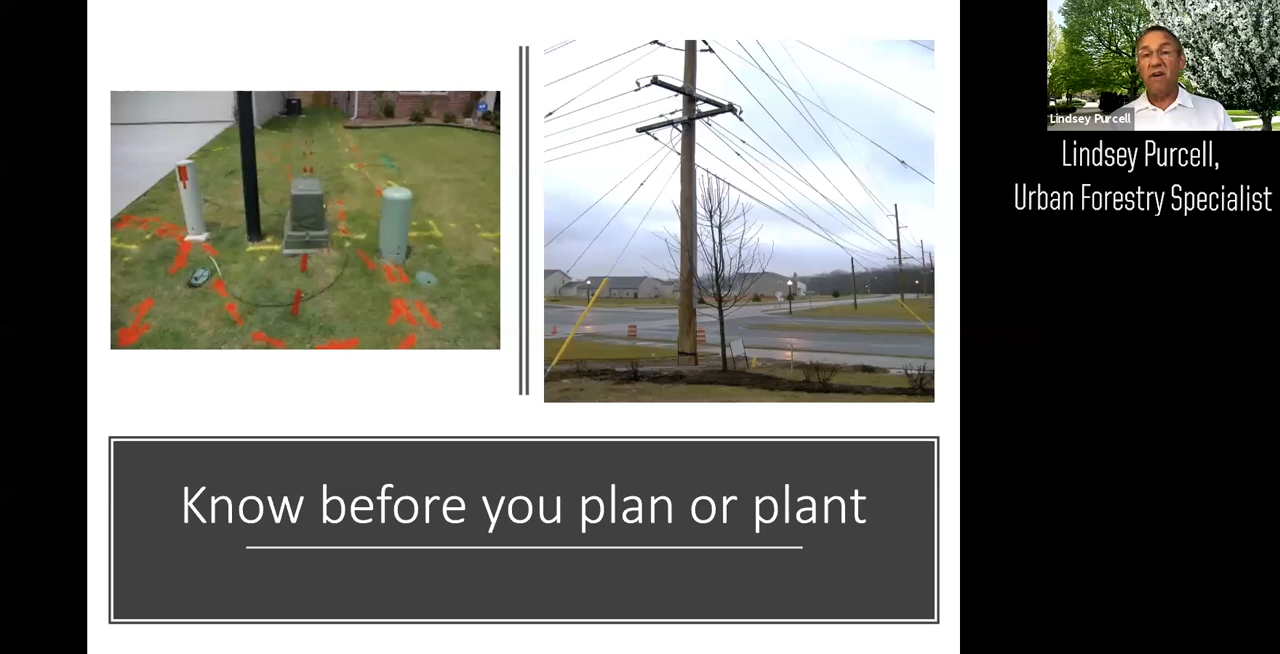 Lindsey Purcell
Lindsey Purcell,
Urban Forestry Specialist
Know before you plan or plant